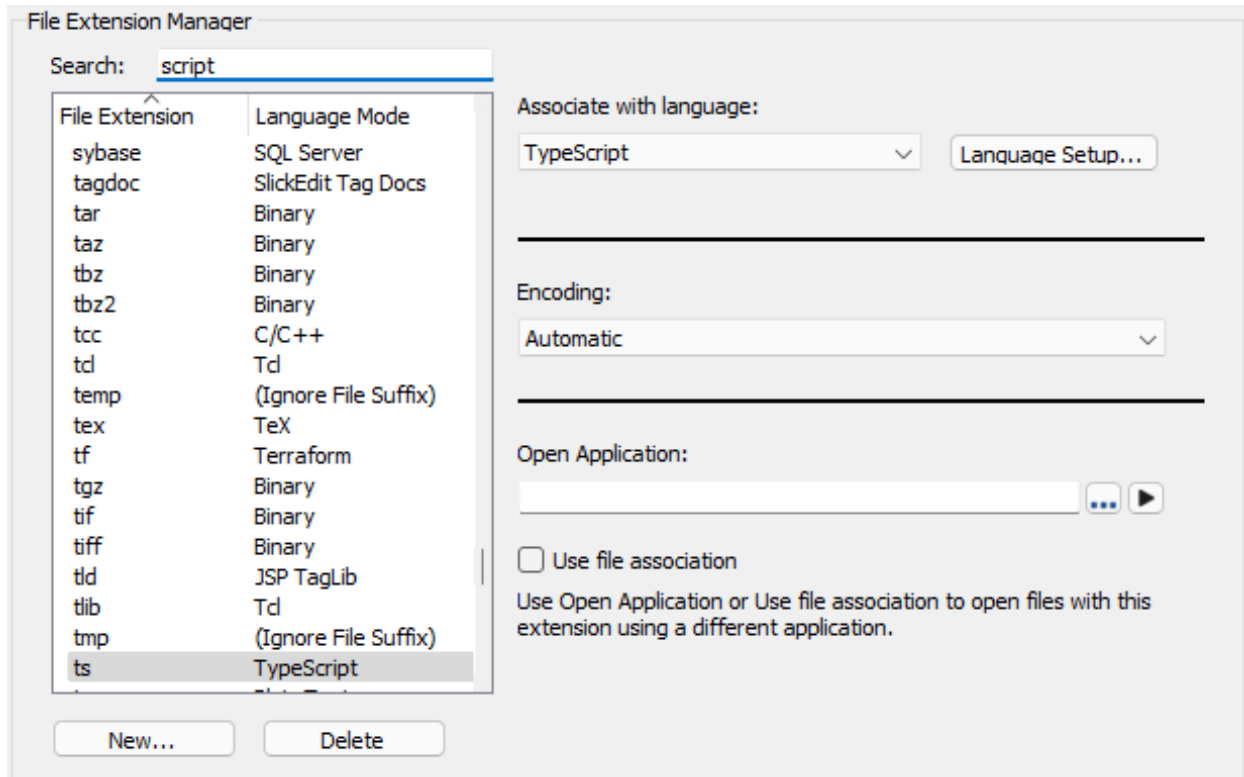 File Extension Manager
Search: script
File Extension Language Mode
sybase SQL Server
tagdoc SlickEdit Tag Docs
tar Binary
taz Binary
tbz Binary
tbz2 Binary
tcc C/C++
tcl Tcl
temp (Ignore File Suffix)
tex TeX
tf Terraform
tgz Binary
tif Binary
tiff Binary
tld JSP TagLib
tlib Tcl
tmp (Ignore File Suffix)
ts TypeScript
New... Delete
Associate with language:
TypeScript Language Setup...
Encoding:
Automatic
Open Application:
...
Use file association
Use Open Application or Use file association to open files with this
extension using a different application.